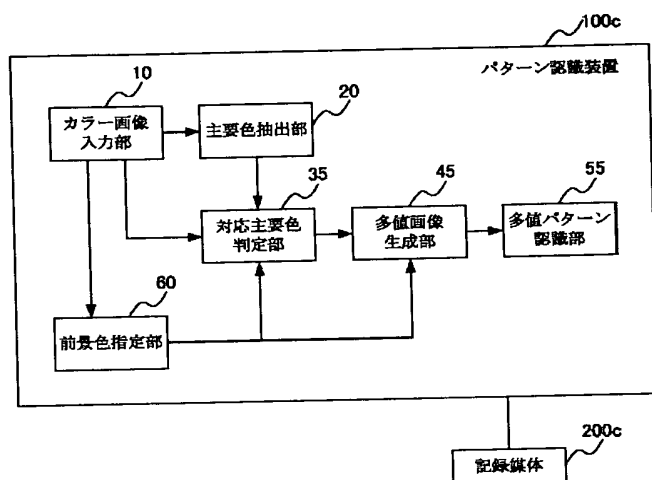 100c
パターン認識装置
10
カラー画像
入力部
20
主要色抽出部
35
対応主要色
判定部
45
多値画像
生成部
55
多値パターン
認識部
60
前景色指定部
200c
記録媒体